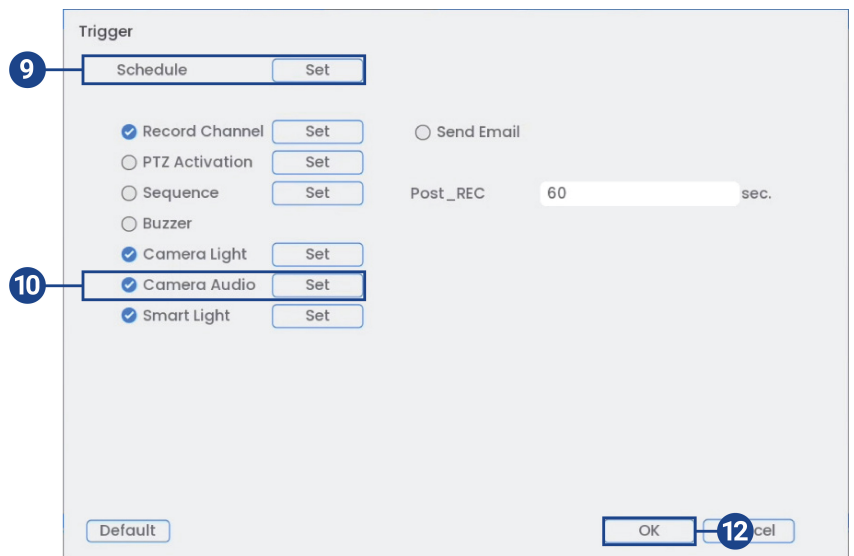 Trigger
9 Schedule Set
Record Channel Set Send Email
PTZ Activation Set
Sequence Set Post_REC 60 sec.
Buzzer
Camera Light Set
10 Camera Audio Set
Smart Light Set
Default OK 12 cel